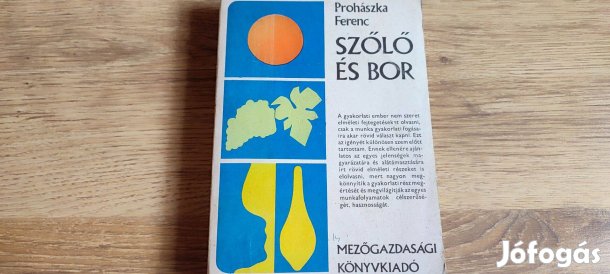 Prohászka
Ferenc
SZŐLŐ
ÉS BOR
A gyakorlati ember nem szeret
elméleti fejtegetéseket olvasni,
csak a munka gyakorlati fogásai-
ra akar rövid választ kapni. Ezt
az igényét különösen szem előtt
tartottam. Ennek ellenére aján-
latos az egyes jelenségek ma-
gyarázatára és alátámasztására
írt rövid elméleti részeket is
elolvasni, mert nagyon meg-
könnyítik a gyakorlati rész meg-
értését és megvilágítják az egyes
munkafolyamatok célszerűsé-
gét, hasznosságát.
MEZŐGAZDASÁGI
KÖNYVKIADÓ
Jófogás